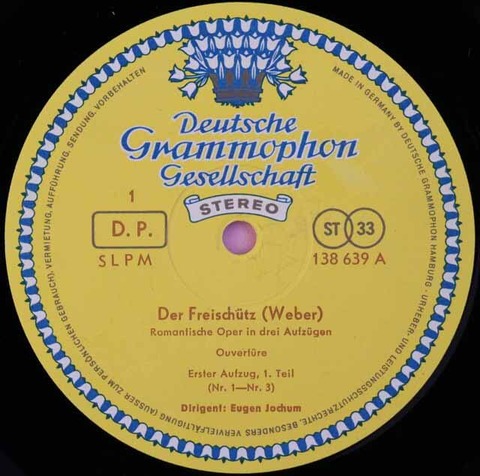 Deutsche
Grammophon
Gesellschaft
STEREO
1
D. P.
SLPM
ST 33
138 639 A
Der Freischütz (Weber)
Romantische Oper in drei Aufzügen
Ouvertüre
Erster Aufzug, 1. Teil
(Nr. 1—Nr. 3)
Dirigent: Eugen Jochum
MADE IN GERMANY BY DEUTSCHE GRAMMOPHON HAMBURG · URHEBER- UND LEISTUNGSSCHUTZRECHTE, BESONDERS VERVIELFÄLTIGUNG (AUSSER ZUM PERSÖNLICHEN GEBRAUCH), VERMIETUNG, AUFFÜHRUNG, SENDUNG, VORBEHALTEN